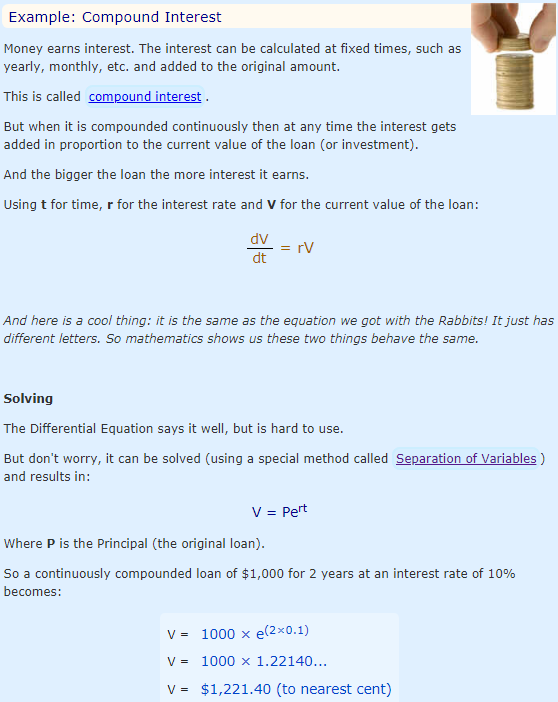 Example: Compound Interest
Money earns interest. The interest can be calculated at fixed times, such as
yearly, monthly, etc. and added to the original amount.
This is called compound interest .
But when it is compounded continuously then at any time the interest gets
added in proportion to the current value of the loan (or investment).
And the bigger the loan the more interest it earns.
Using t for time, r for the interest rate and V for the current value of the loan:
dV
dt
= rV
And here is a cool thing: it is the same as the equation we got with the Rabbits! It just has
different letters. So mathematics shows us these two things behave the same.
Solving
The Differential Equation says it well, but is hard to use.
But don't worry, it can be solved (using a special method called Separation of Variables )
and results in:
V = Pe^rt
Where P is the Principal (the original loan).
So a continuously compounded loan of $1,000 for 2 years at an interest rate of 10%
becomes:
V = 1000 × e^(2×0.1)
V = 1000 × 1.22140...
V = $1,221.40 (to nearest cent)